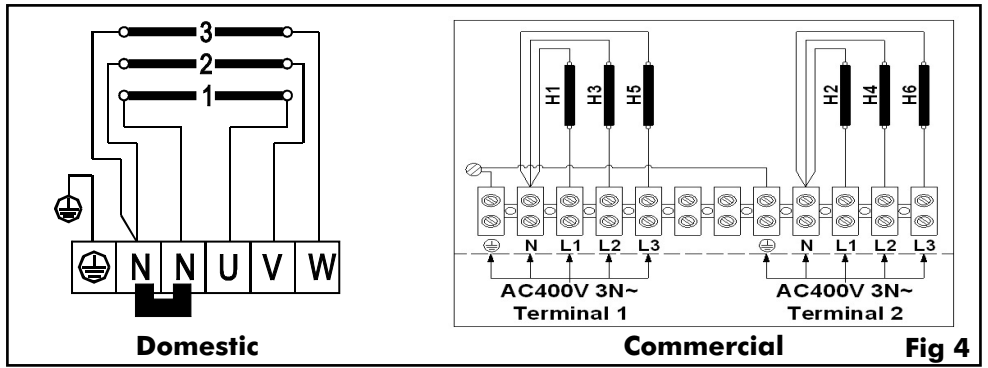 3
2
1
N N U V W
Domestic
H1 H3 H5 H2 H4 H6
N L1 L2 L3 N L1 L2 L3
AC400V 3N~ AC400V 3N~
Terminal 1 Terminal 2
Commercial
Fig 4